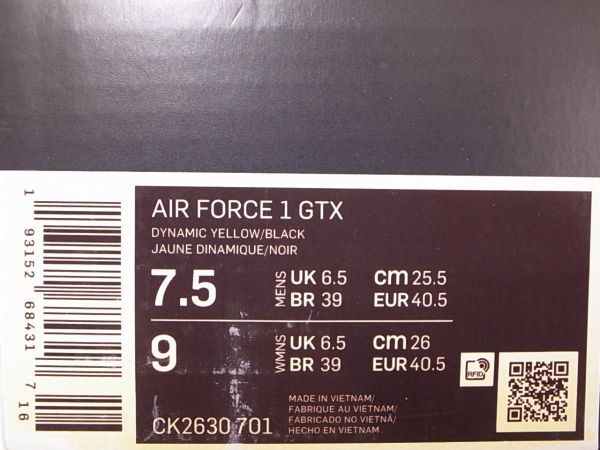 AIR FORCE 1 GTX
DYNAMIC YELLOW/BLACK
JAUNE DINAMIQUE/NOIR
7.5 MENS UK 6.5 cm 25.5
BR 39 EUR 40.5
9 WMNS UK 6.5 cm 26
BR 39 EUR 40.5
RFID
CK2630 701
MADE IN VIETNAM/
FABRIQUE AU VIETNAM/
FABRICADO NO VIETNÃ/
HECHO EN VIETNAM
1 93152 68431 7 16